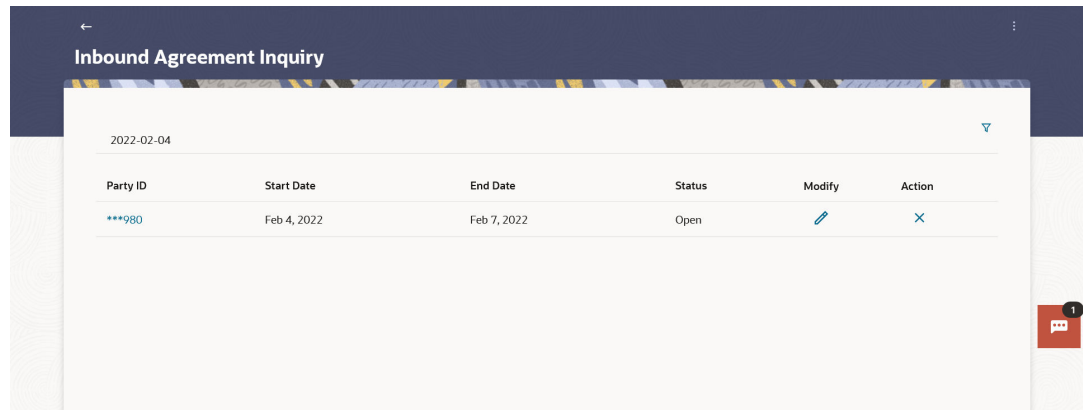 Inbound Agreement Inquiry
2022-02-04
Party ID Start Date End Date Status Modify Action
***980 Feb 4, 2022 Feb 7, 2022 Open
1